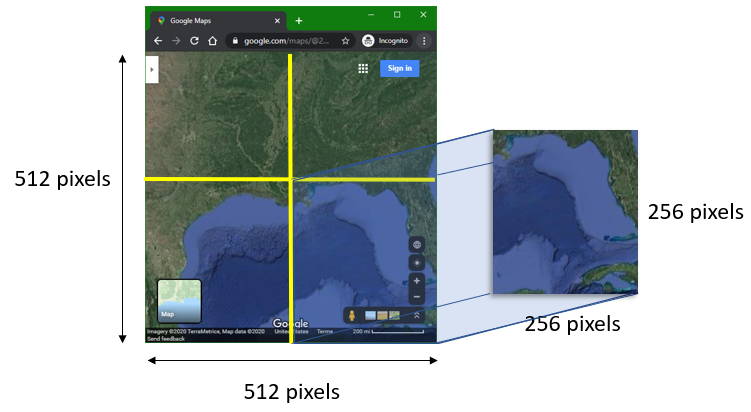 Google Maps
google.com/maps/@2...
Incognito
Sign in
512 pixels
256 pixels
Map
Google
Imagery ©2020 TerraMetrics, Map data ©2020
United States
Terms
200 mi
Send feedback
256 pixels
512 pixels